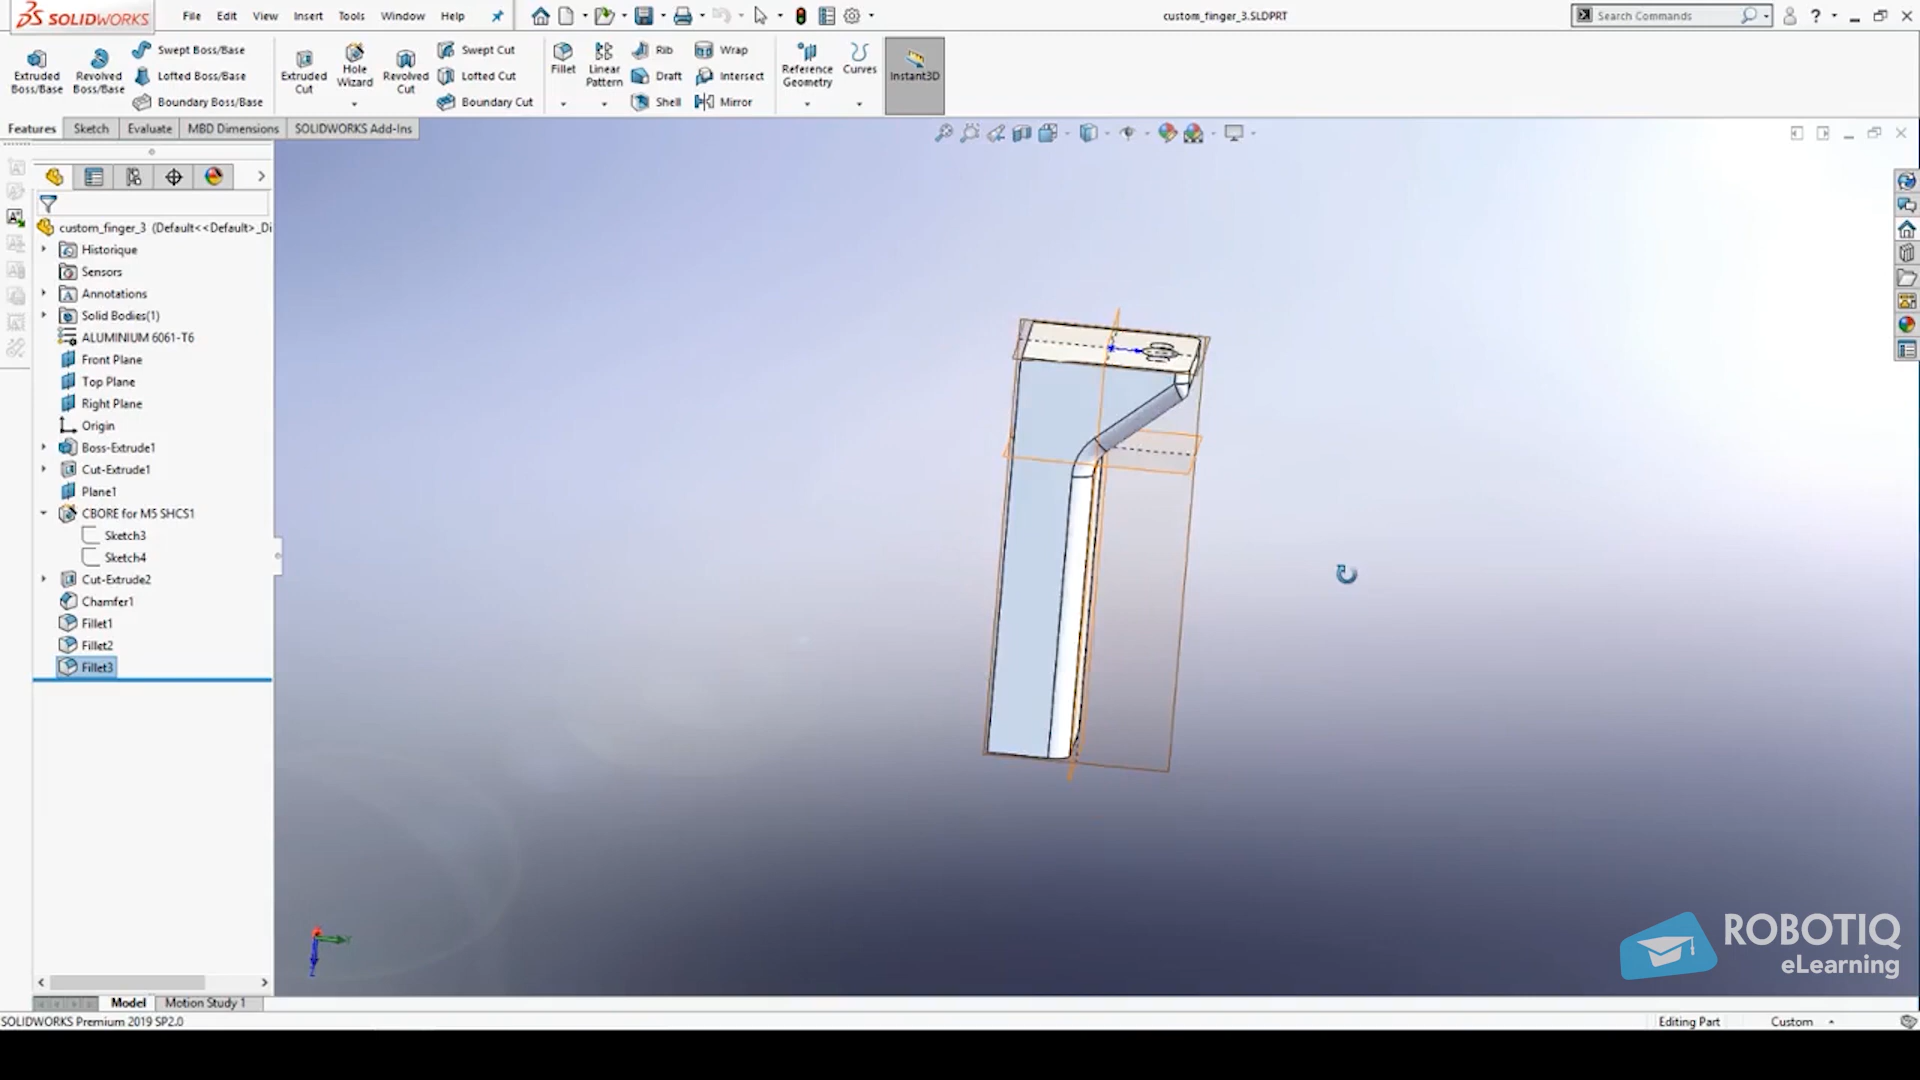 SOLIDWORKS
File Edit View Insert Tools Window Help
custom_finger_3.SLDPRT
Search Commands
?
Extruded Boss/Base
Revolved Boss/Base
Swept Boss/Base
Lofted Boss/Base
Boundary Boss/Base
Extruded Cut
Hole Wizard
Revolved Cut
Swept Cut
Lofted Cut
Boundary Cut
Fillet
Linear Pattern
Rib
Draft
Shell
Wrap
Intersect
Mirror
Reference Geometry
Curves
Instant3D
Features Sketch Evaluate MBD Dimensions SOLIDWORKS Add-Ins
custom_finger_3 (Default<<Default>_Di
Historique
Sensors
Annotations
Solid Bodies(1)
ALUMINIUM 6061-T6
Front Plane
Top Plane
Right Plane
Origin
Boss-Extrude1
Cut-Extrude1
Plane1
CBORE for M5 SHCS1
Sketch3
Sketch4
Cut-Extrude2
Chamfer1
Fillet1
Fillet2
Fillet3
ROBOTIQ
eLearning
Model Motion Study 1
SOLIDWORKS Premium 2019 SP2.0
Editing Part Custom